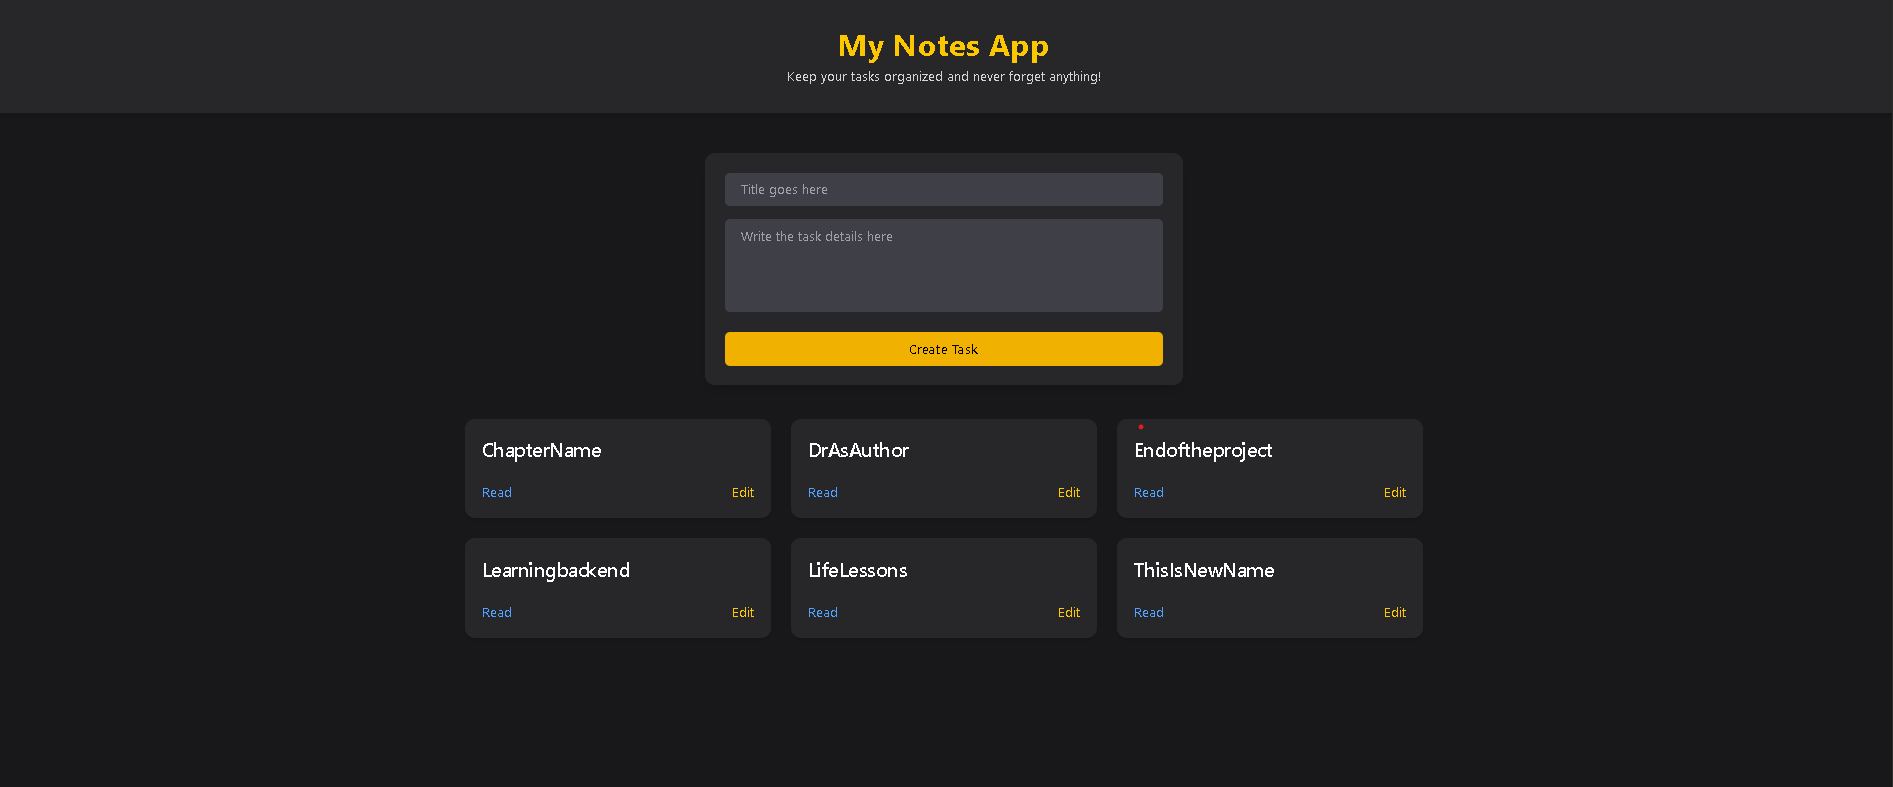 My Notes App
Keep your tasks organized and never forget anything!
Title goes here
Write the task details here
Create Task
ChapterName
Read Edit
DrAsAuthor
Read Edit
Endoftheproject
Read Edit
Learningbackend
Read Edit
LifeLessons
Read Edit
ThisIsNewName
Read Edit